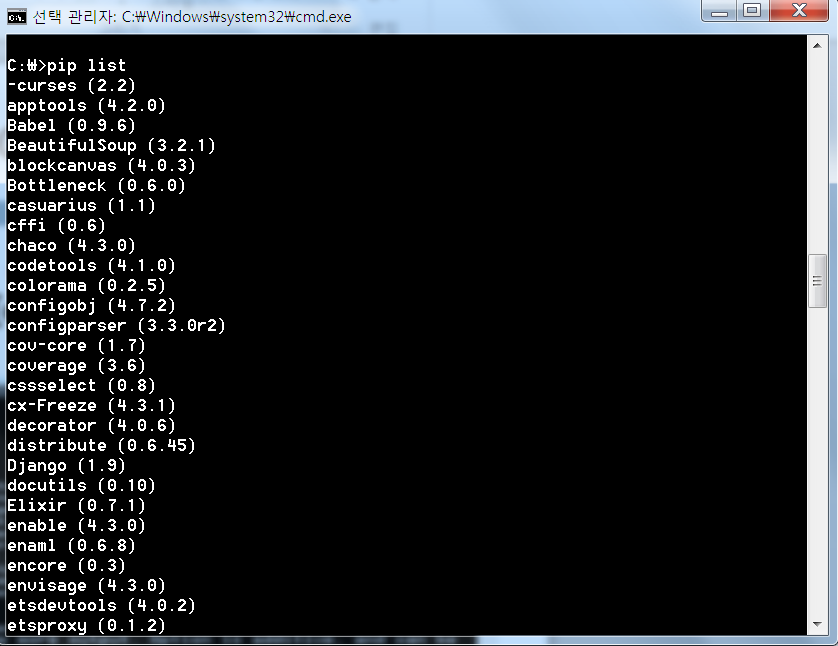 선택 관리자: C:₩Windows₩system32₩cmd.exe
C:₩>pip list
-curses (2.2)
apptools (4.2.0)
Babel (0.9.6)
BeautifulSoup (3.2.1)
blockcanvas (4.0.3)
Bottleneck (0.6.0)
casuarius (1.1)
cffi (0.6)
chaco (4.3.0)
codetools (4.1.0)
colorama (0.2.5)
configobj (4.7.2)
configparser (3.3.0r2)
cov-core (1.7)
coverage (3.6)
cssselect (0.8)
cx-Freeze (4.3.1)
decorator (4.0.6)
distribute (0.6.45)
Django (1.9)
docutils (0.10)
Elixir (0.7.1)
enable (4.3.0)
enaml (0.6.8)
encore (0.3)
envisage (4.3.0)
etsdevtools (4.0.2)
etsproxy (0.1.2)